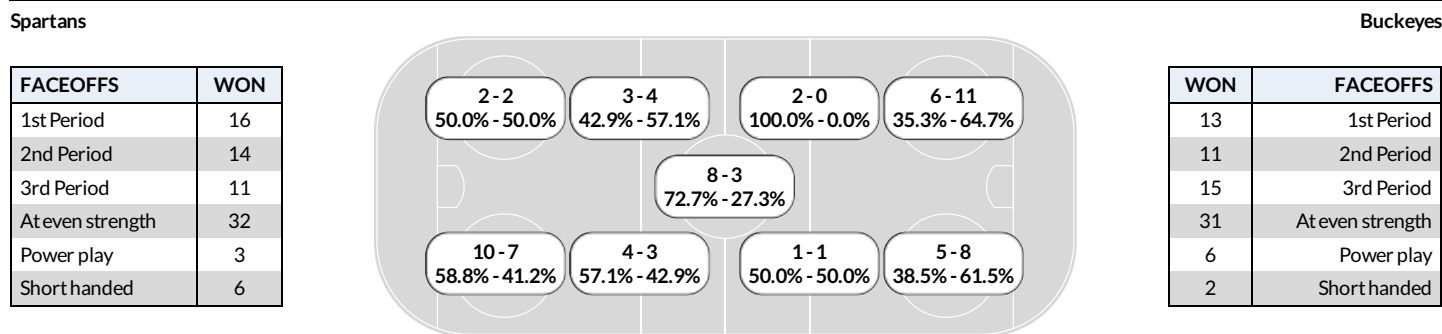 Spartans
Buckeyes
FACEOFFS WON
1st Period 16
2nd Period 14
3rd Period 11
At even strength 32
Power play 3
Short handed 6
2 - 2
50.0% - 50.0%
3 - 4
42.9% - 57.1%
2 - 0
100.0% - 0.0%
6 - 11
35.3% - 64.7%
8 - 3
72.7% - 27.3%
10 - 7
58.8% - 41.2%
4 - 3
57.1% - 42.9%
1 - 1
50.0% - 50.0%
5 - 8
38.5% - 61.5%
WON FACEOFFS
13 1st Period
11 2nd Period
15 3rd Period
31 At even strength
6 Power play
2 Short handed